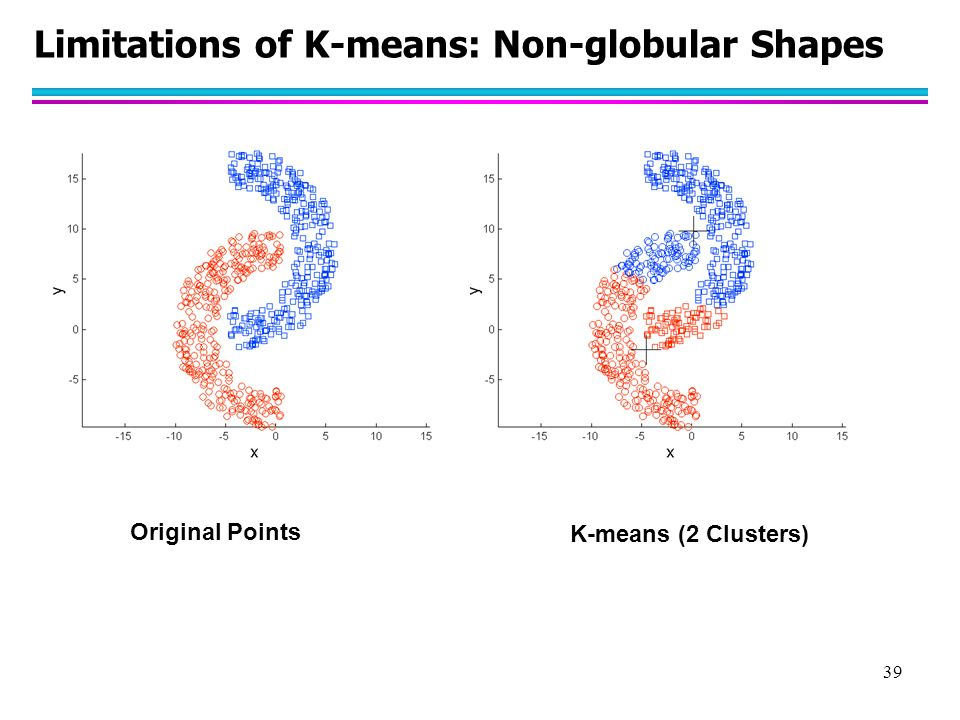 Limitations of K-means: Non-globular Shapes
15
10
5
0
-5
y
-15 -10 -5 0 5 10 15
x
15
10
5
0
-5
y
-15 -10 -5 0 5 10 15
x
Original Points
K-means (2 Clusters)
39